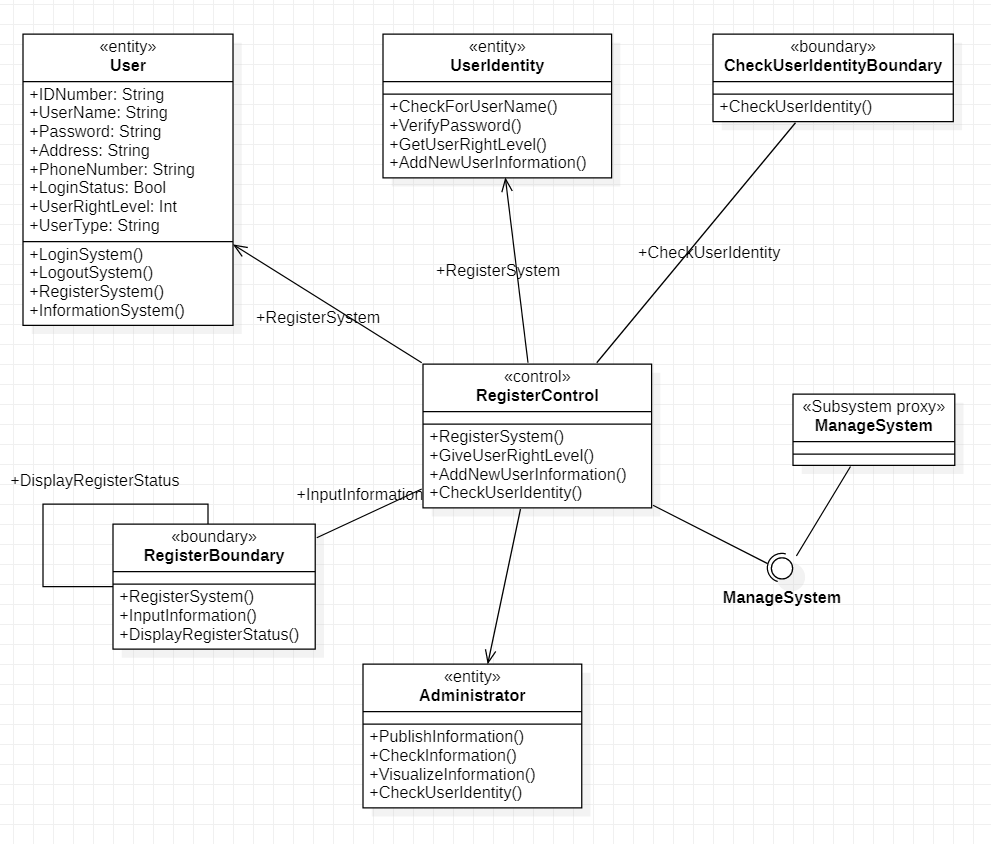 «entity»
User
+IDNumber: String
+UserName: String
+Password: String
+Address: String
+PhoneNumber: String
+LoginStatus: Bool
+UserRightLevel: Int
+UserType: String
+LoginSystem()
+LogoutSystem()
+RegisterSystem()
+InformationSystem()
«entity»
UserIdentity
+CheckForUserName()
+VerifyPassword()
+GetUserRightLevel()
+AddNewUserInformation()
«boundary»
CheckUserIdentityBoundary
+CheckUserIdentity()
+CheckUserIdentity
+RegisterSystem
+RegisterSystem
«control»
RegisterControl
+RegisterSystem()
+GiveUserRightLevel()
+AddNewUserInformation()
+CheckUserIdentity()
«Subsystem proxy»
ManageSystem
+DisplayRegisterStatus
+InputInformation
«boundary»
RegisterBoundary
+RegisterSystem()
+InputInformation()
+DisplayRegisterStatus()
ManageSystem
«entity»
Administrator
+PublishInformation()
+CheckInformation()
+VisualizeInformation()
+CheckUserIdentity()